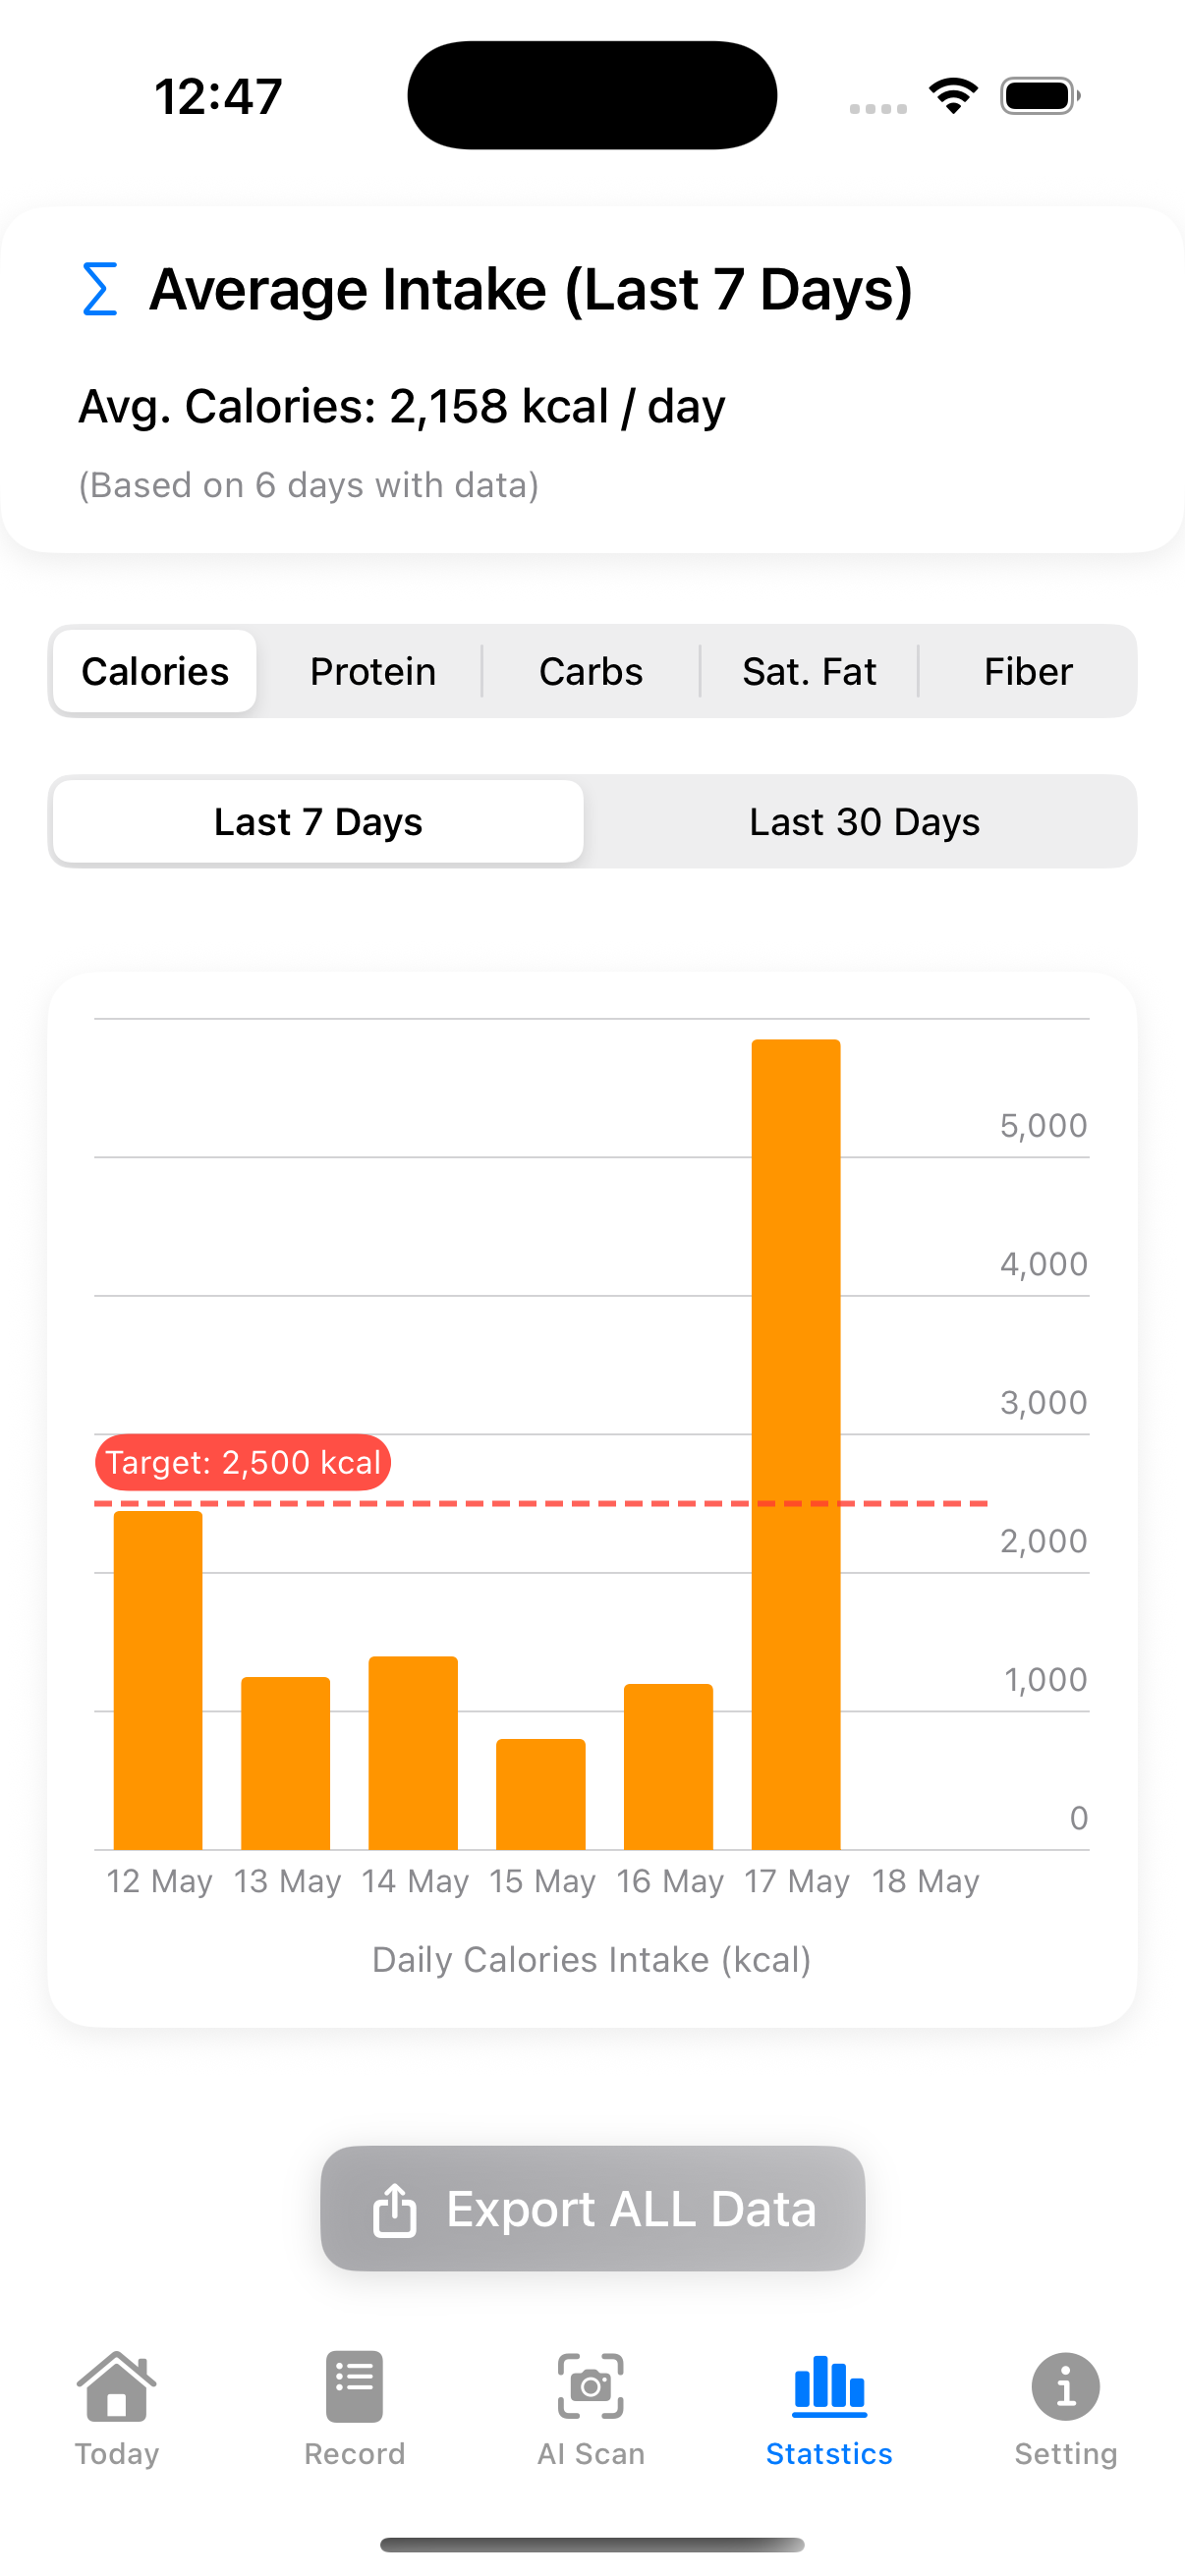 12:47
Average Intake (Last 7 Days)
Avg. Calories: 2,158 kcal / day
(Based on 6 days with data)
Calories Protein Carbs Sat. Fat Fiber
Last 7 Days Last 30 Days
5,000
4,000
3,000
Target: 2,500 kcal
2,000
1,000
0
12 May 13 May 14 May 15 May 16 May 17 May 18 May
Daily Calories Intake (kcal)
Export ALL Data
Today Record AI Scan Statstics Setting